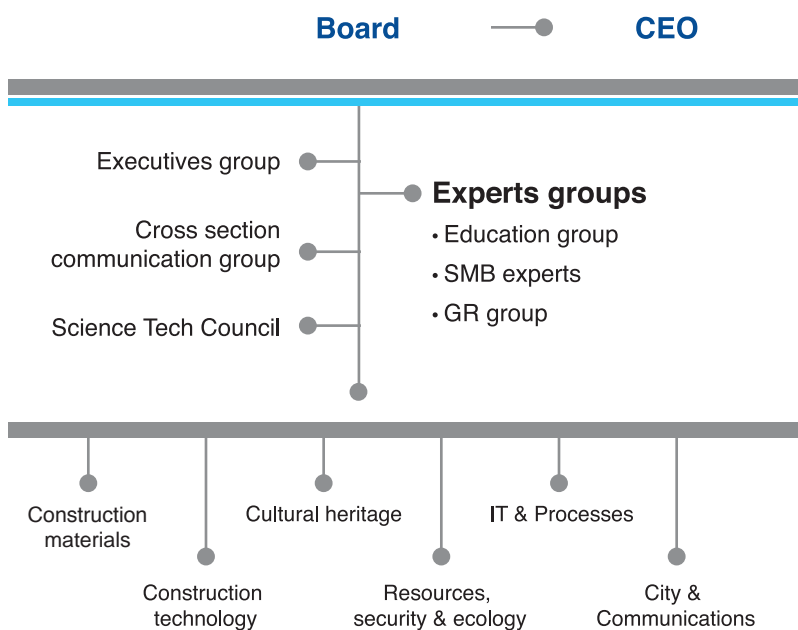 Board
CEO
Executives group
Cross section
communication group
Science Tech Council
Experts groups
• Education group
• SMB experts
• GR group
Construction
materials
Cultural heritage
IT & Processes
Construction
technology
Resources,
security & ecology
City &
Communications